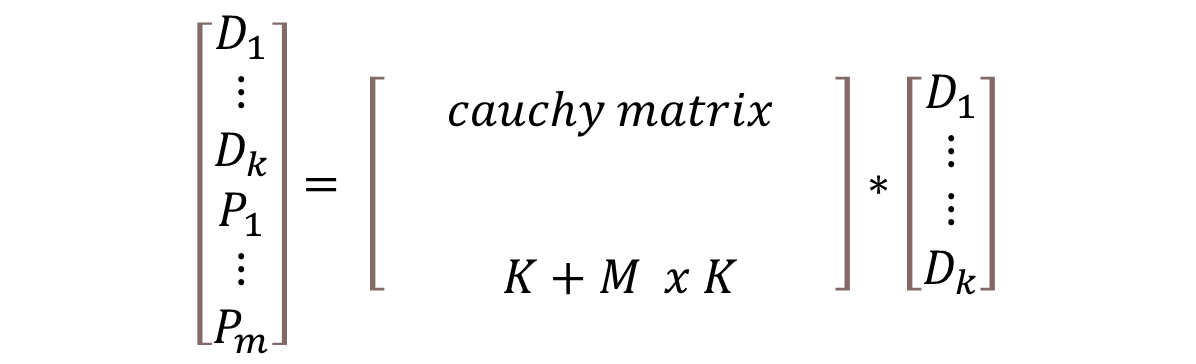 D₁
⋮
Dₖ
P₁
⋮
Pₘ
=
cauchy matrix
K + M x K
*
D₁
⋮
⋮
Dₖ